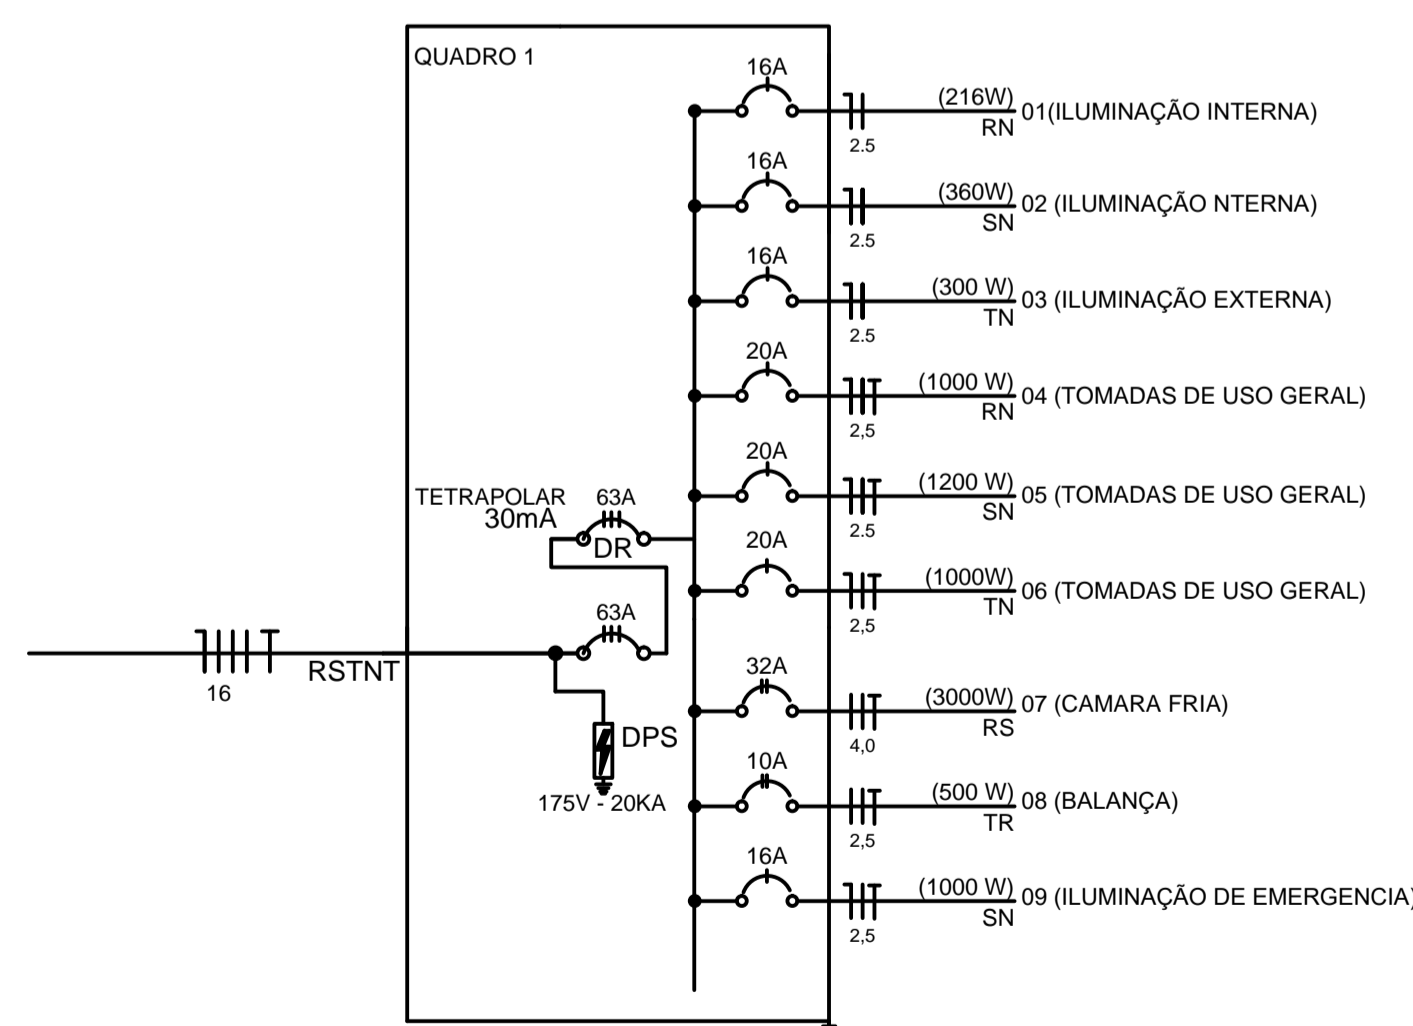 QUADRO 1
16A
(216W)
RN
01(ILUMINAÇÃO INTERNA)
2.5
16A
(360W)
SN
02 (ILUMINAÇÃO NTERNA)
2.5
16A
(300 W)
TN
03 (ILUMINAÇÃO EXTERNA)
2.5
20A
(1000 W)
RN
04 (TOMADAS DE USO GERAL)
2,5
20A
(1200 W)
SN
05 (TOMADAS DE USO GERAL)
2.5
TETRAPOLAR
30mA
63A
DR
20A
(1000W)
TN
06 (TOMADAS DE USO GERAL)
2,5
63A
RSTNT
16
32A
(3000W)
RS
07 (CAMARA FRIA)
4,0
DPS
175V - 20KA
10A
(500 W)
TR
08 (BALANÇA)
2,5
16A
(1000 W)
SN
09 (ILUMINAÇÃO DE EMERGENCIA)
2,5